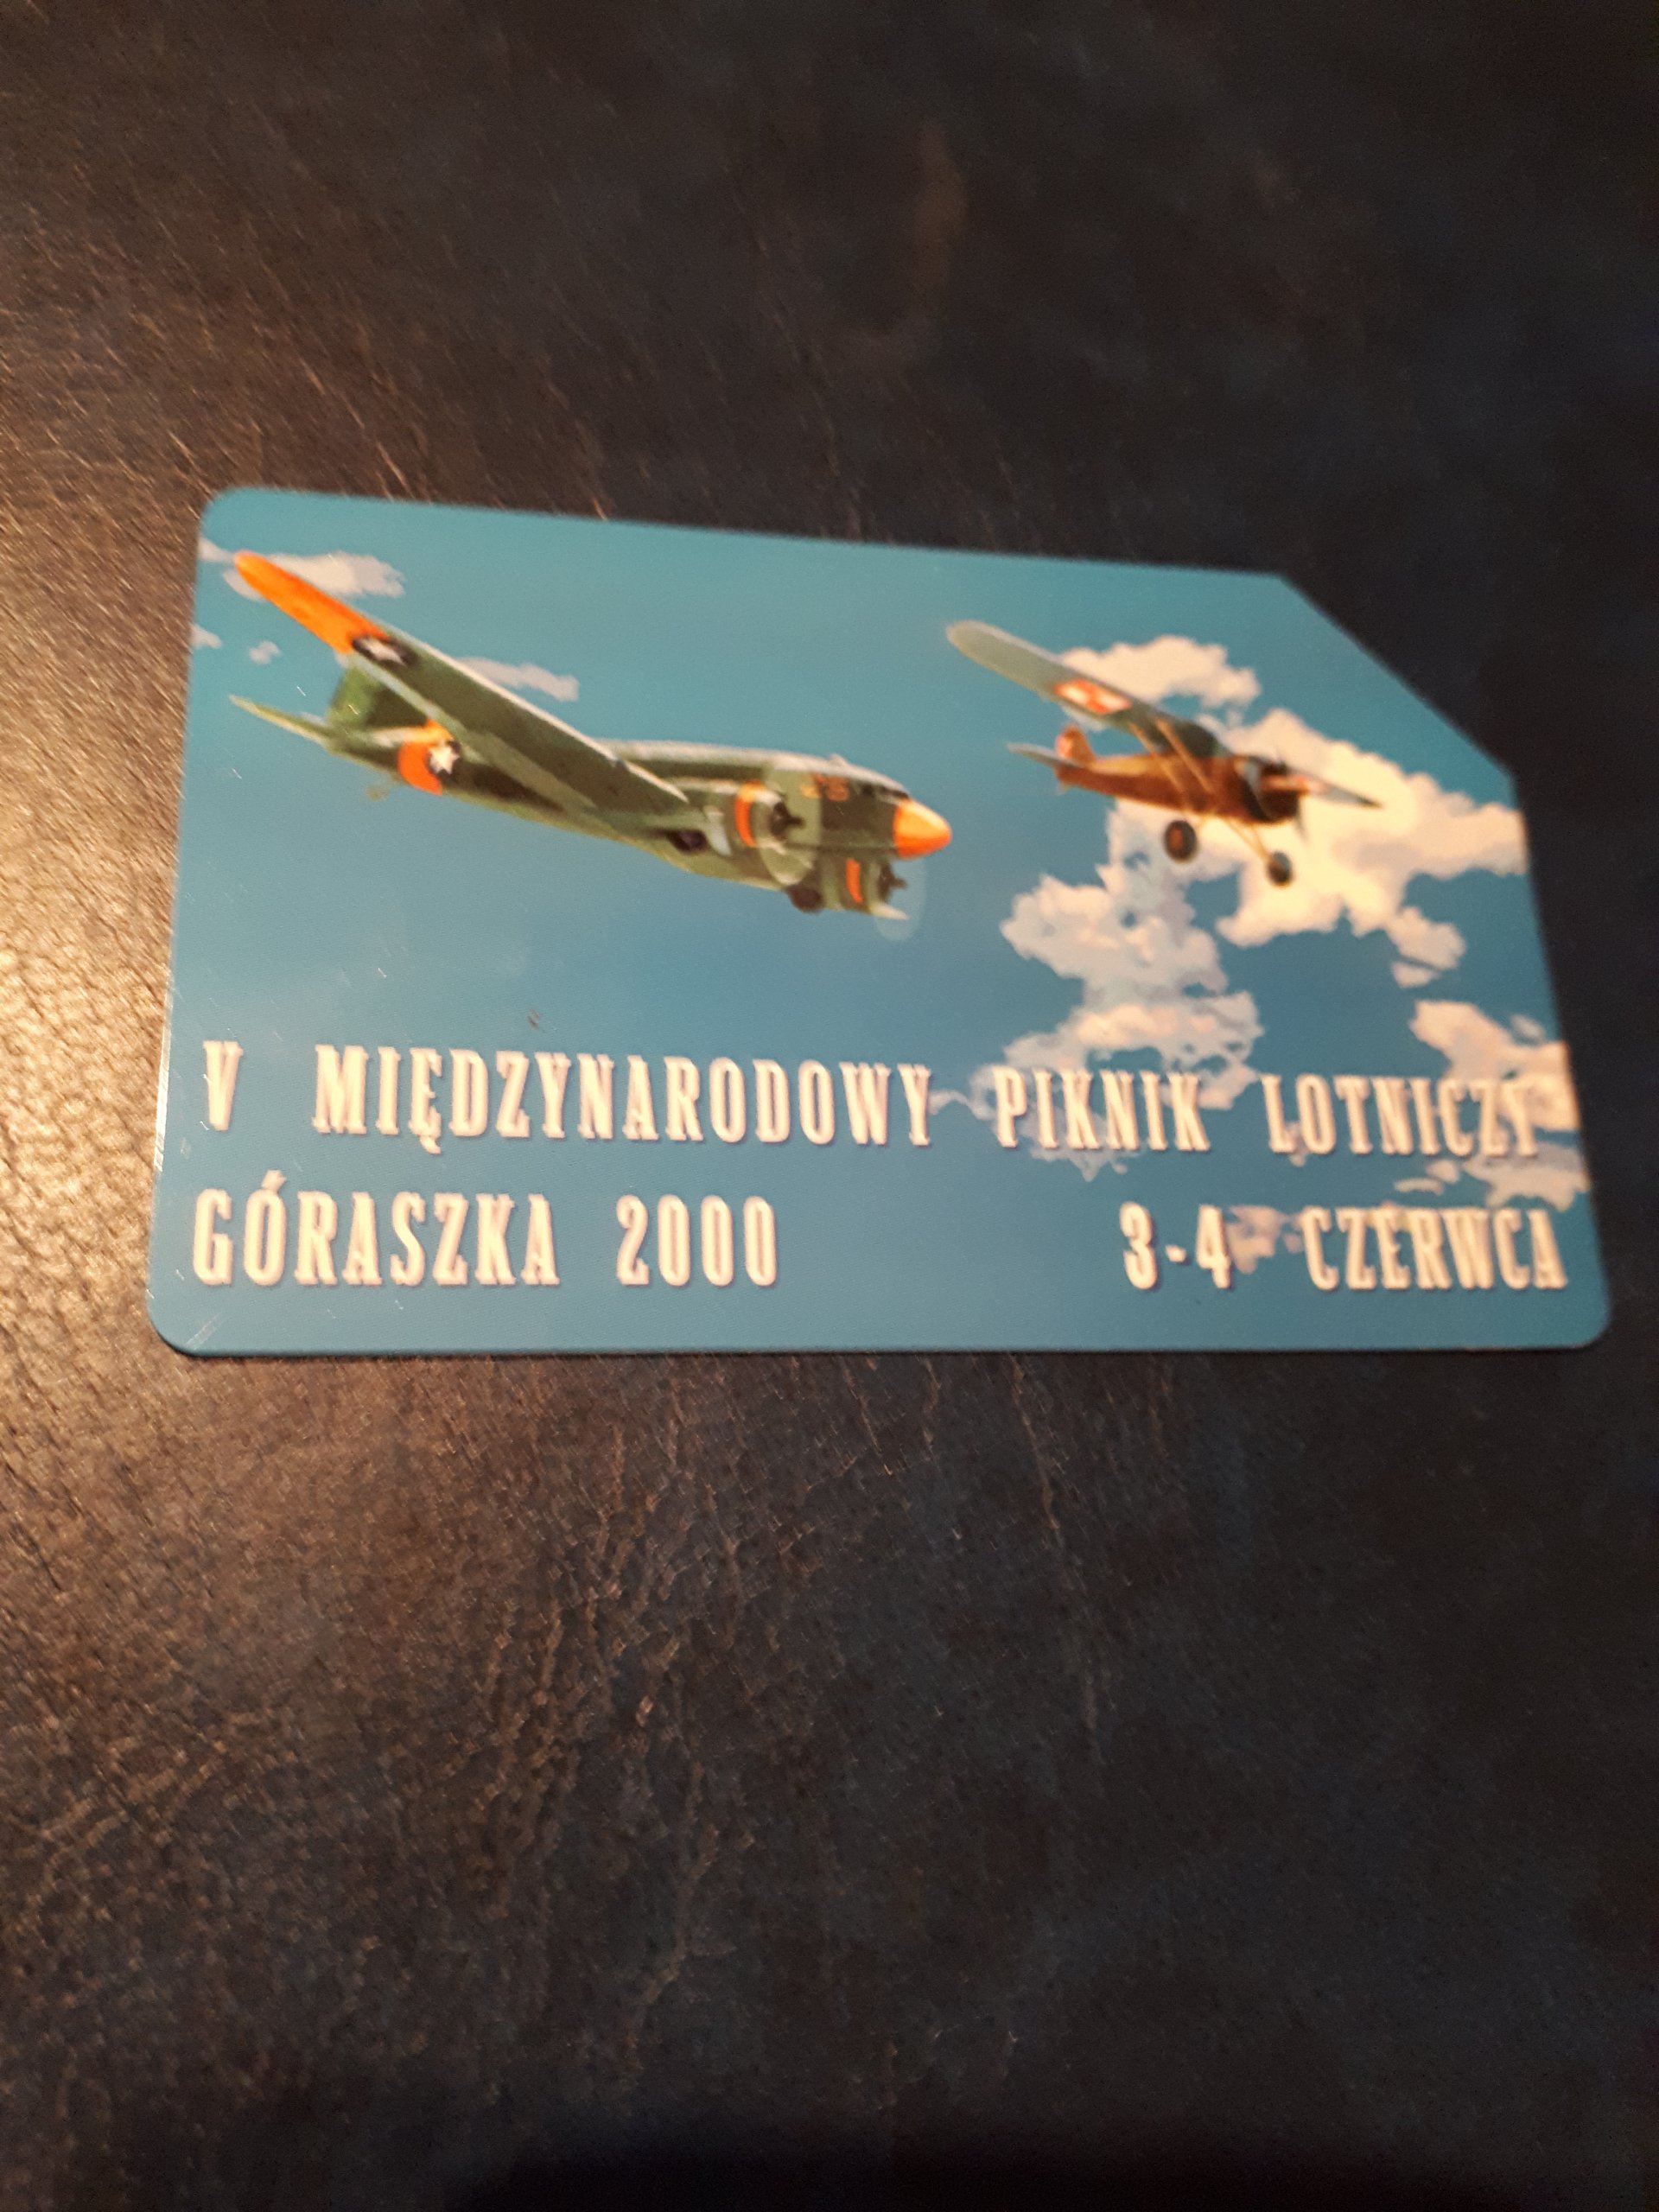 V MIĘDZYNARODOWY PIKNIK LOTNICZY
GÓRASZKA 2000 3-4 CZERWCA